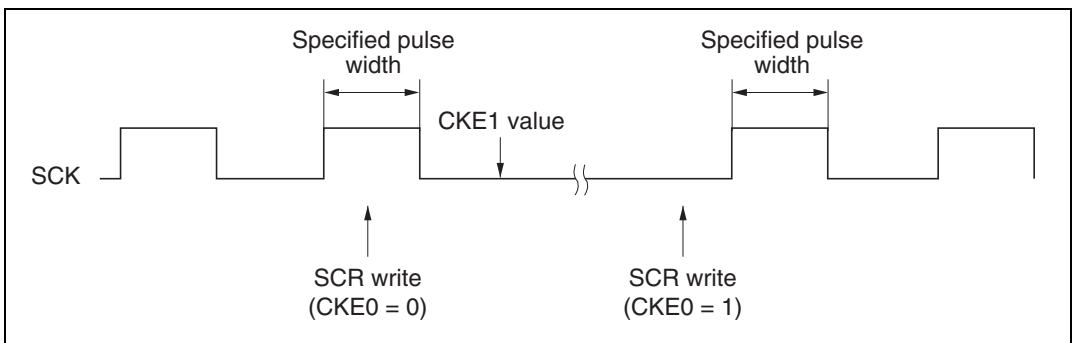 Specified pulse
width
Specified pulse
width
CKE1 value
SCK
SCR write
(CKE0 = 0)
SCR write
(CKE0 = 1)